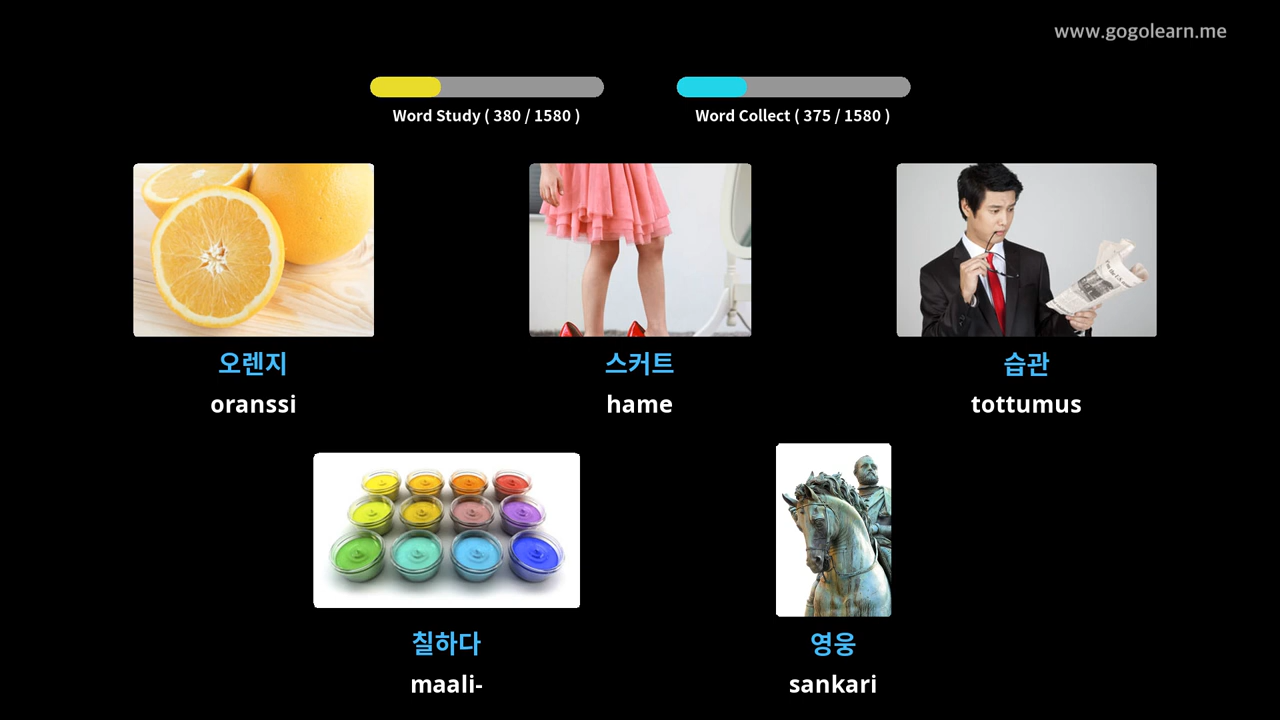 www.gogolearn.me
Word Study ( 380 / 1580 )
Word Collect ( 375 / 1580 )
오렌지
oranssi
스커트
hame
습관
tottumus
칠하다
maali-
영웅
sankari